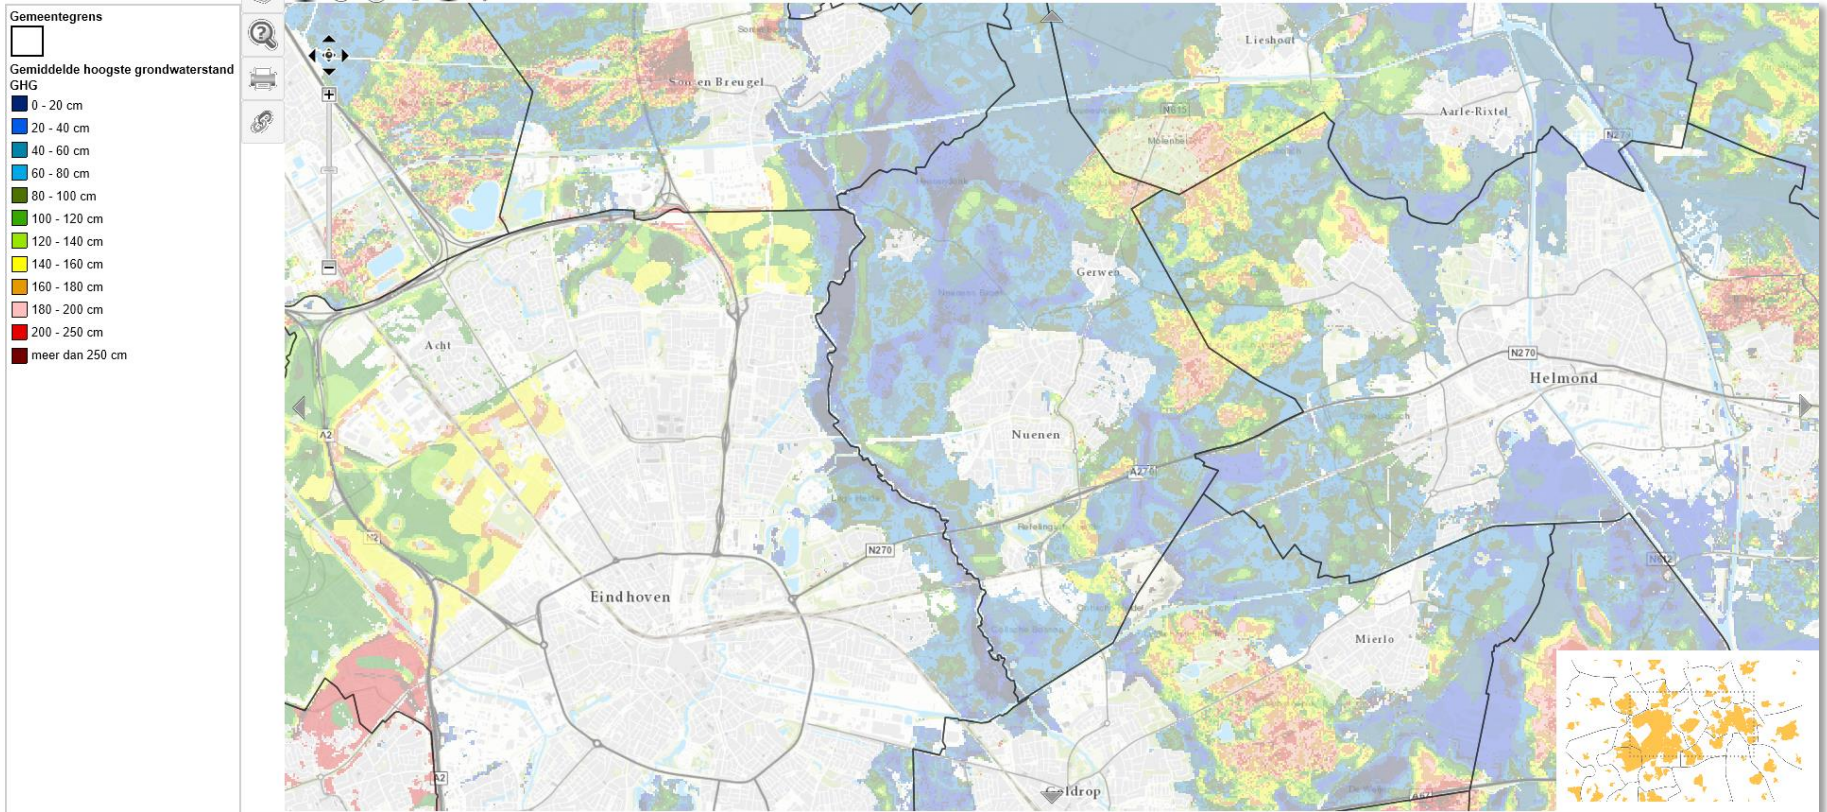 Gemeentegrens
Gemiddelde hoogste grondwaterstand
GHG
0 - 20 cm
20 - 40 cm
40 - 60 cm
60 - 80 cm
80 - 100 cm
100 - 120 cm
120 - 140 cm
140 - 160 cm
160 - 180 cm
180 - 200 cm
200 - 250 cm
meer dan 250 cm
Son en Breugel
Lieshout
Aarle-Rixtel
N615
Molenheide
N279
Gerwen
Acht
N270
Helmond
A2
Nuenen
A270
N2
N270
Eindhoven
N612
Mierlo
A2
Geldrop
A67